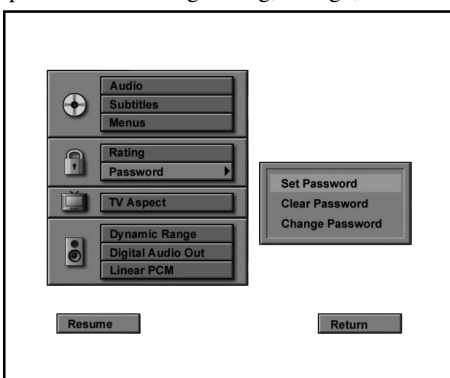 Audio
Subtitles
Menus
Rating
Password
TV Aspect
Dynamic Range
Digital Audio Out
Linear PCM
Set Password
Clear Password
Change Password
Resume
Return